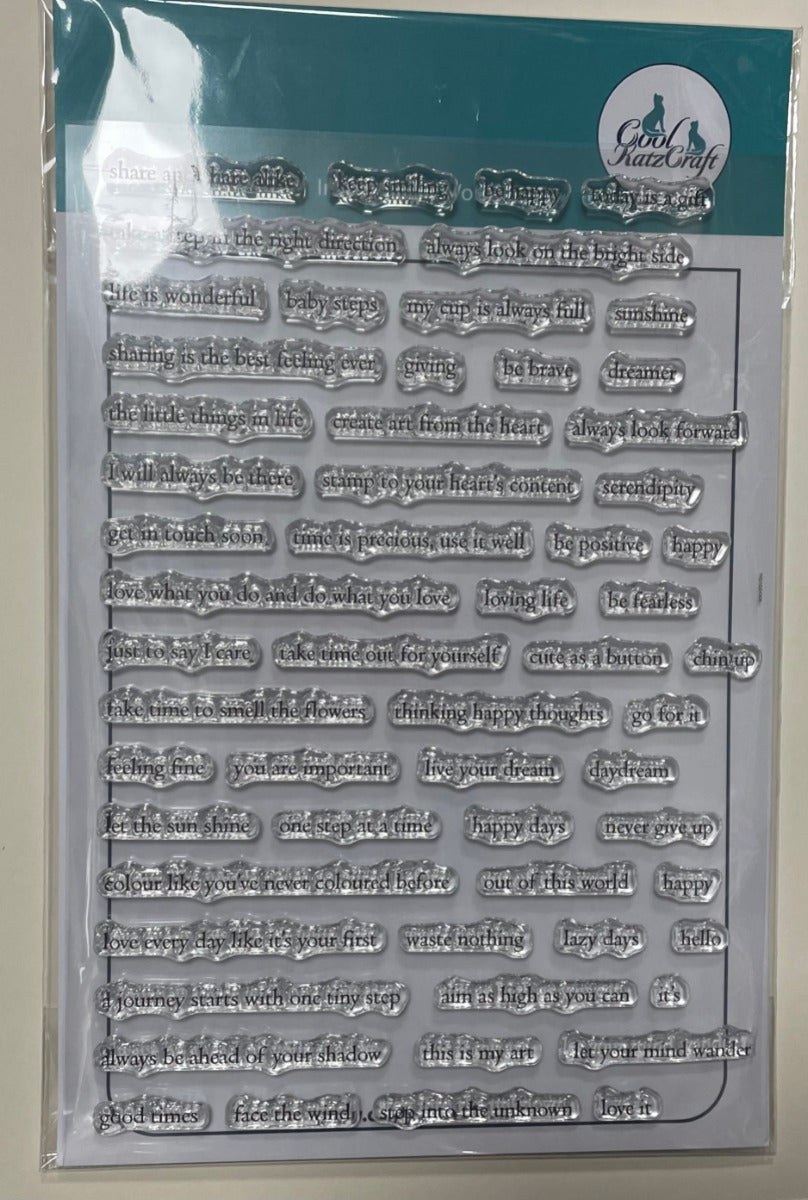 Cool
KatzCraft
share and share alike keep smiling be happy today is a gift
take a step in the right direction always look on the bright side
life is wonderful baby steps my cup is always full sunshine
sharing is the best feeling ever giving be brave dreamer
the little things in life create art from the heart always look forward
I will always be there stamp to your heart's content serendipity
get in touch soon time is precious, use it well be positive happy
love what you do and do what you love loving life be fearless
just to say I care take time out for yourself cute as a button chin up
take time to smell the flowers thinking happy thoughts go for it
feeling fine you are important live your dream daydream
let the sun shine one step at a time happy days never give up
colour like you've never coloured before out of this world happy
love every day like it's your first waste nothing lazy days hello
a journey starts with one tiny step aim as high as you can it's
always be ahead of your shadow this is my art let your mind wander
good times face the wind step into the unknown love it